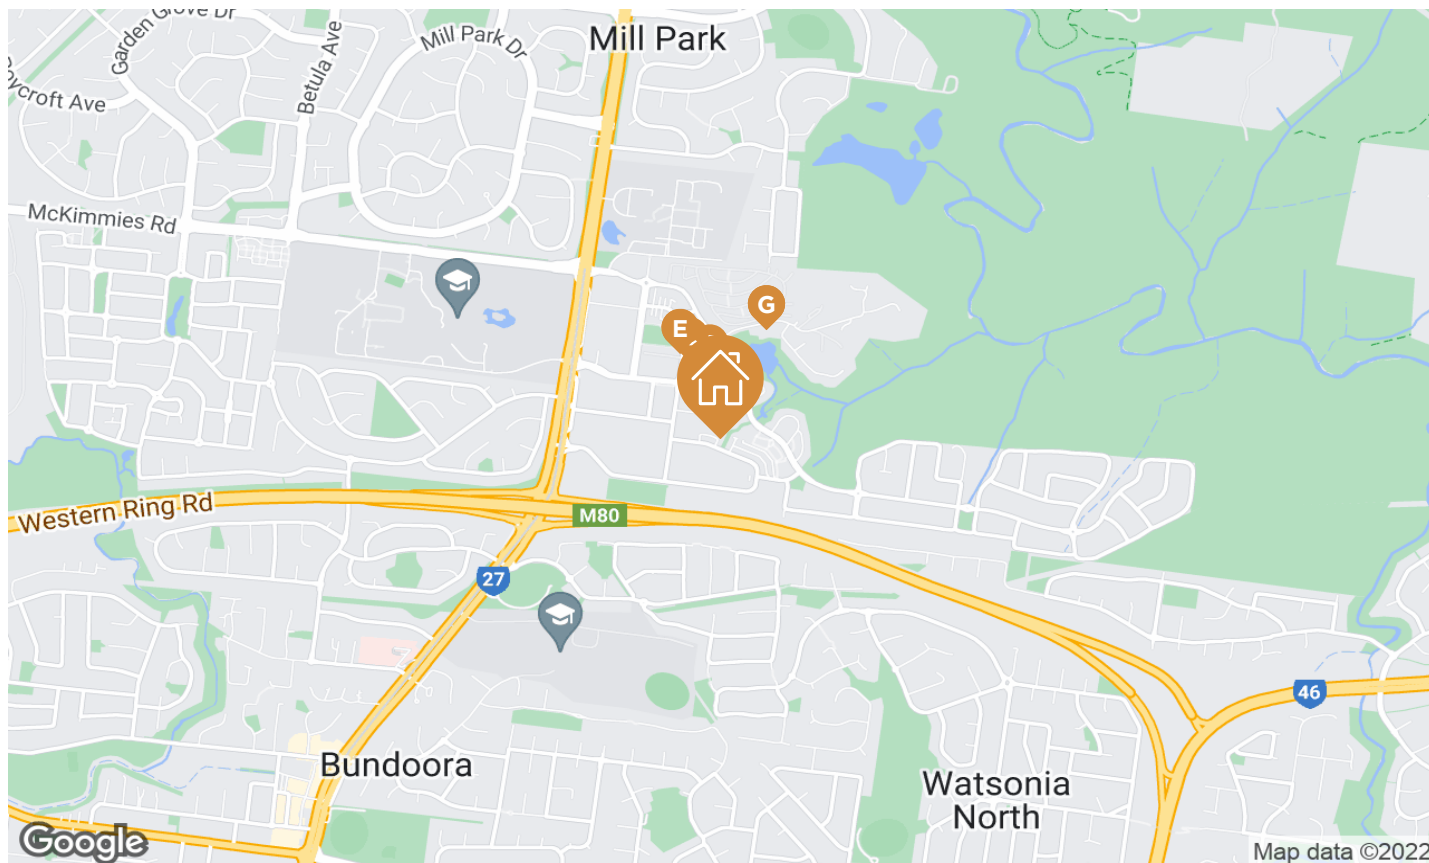 Garden Grove Dr
Betula Ave
Mill Park Dr
Mill Park
McKimmies Rd
G
E
Western Ring Rd
M80
27
46
Bundoora
Watsonia
North
Google
Map data ©2022